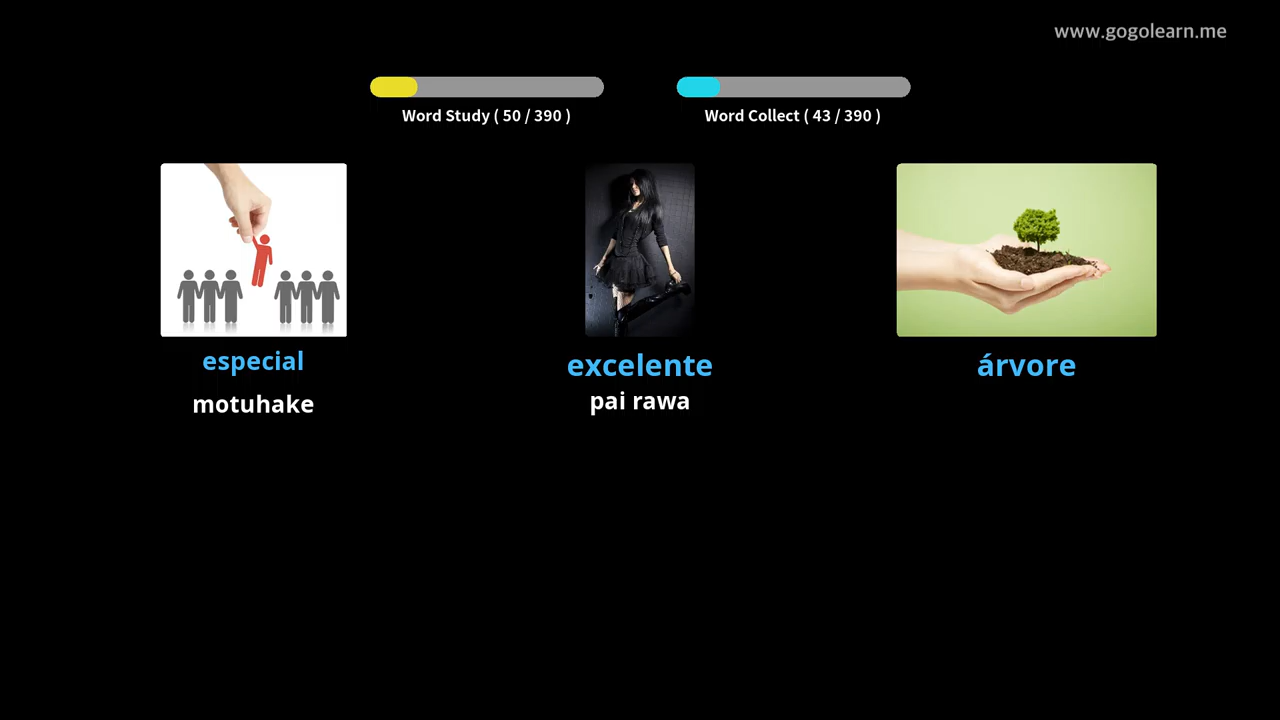 www.gogolearn.me
Word Study ( 50 / 390 )
Word Collect ( 43 / 390 )
especial
motuhake
excelente
pai rawa
árvore